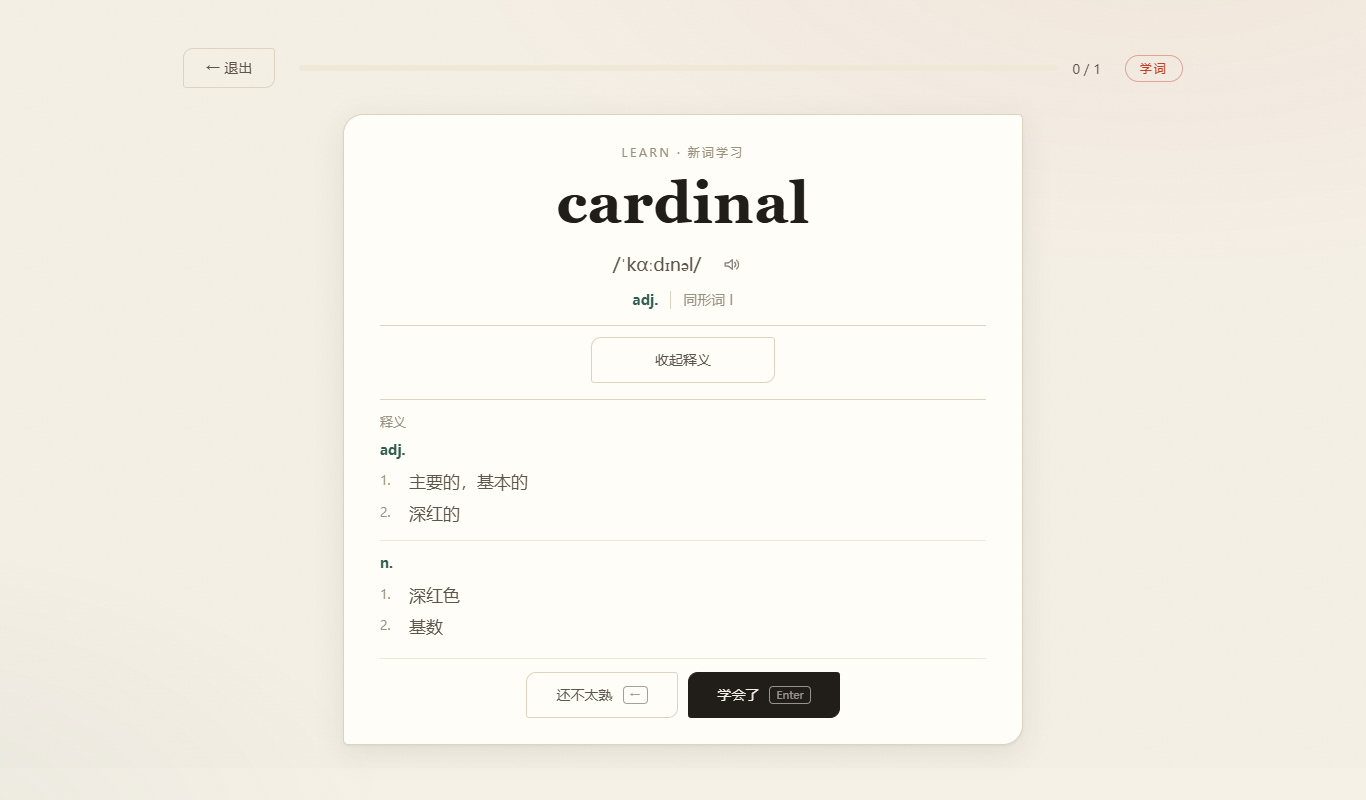 ← 退出
0 / 1
学词
LEARN · 新词学习
cardinal
/ˈkɑːdɪnəl/
adj.
同形词 I
收起释义
释义
adj.
1. 主要的，基本的
2. 深红的
n.
1. 深红色
2. 基数
还不太熟 ←
学会了 Enter